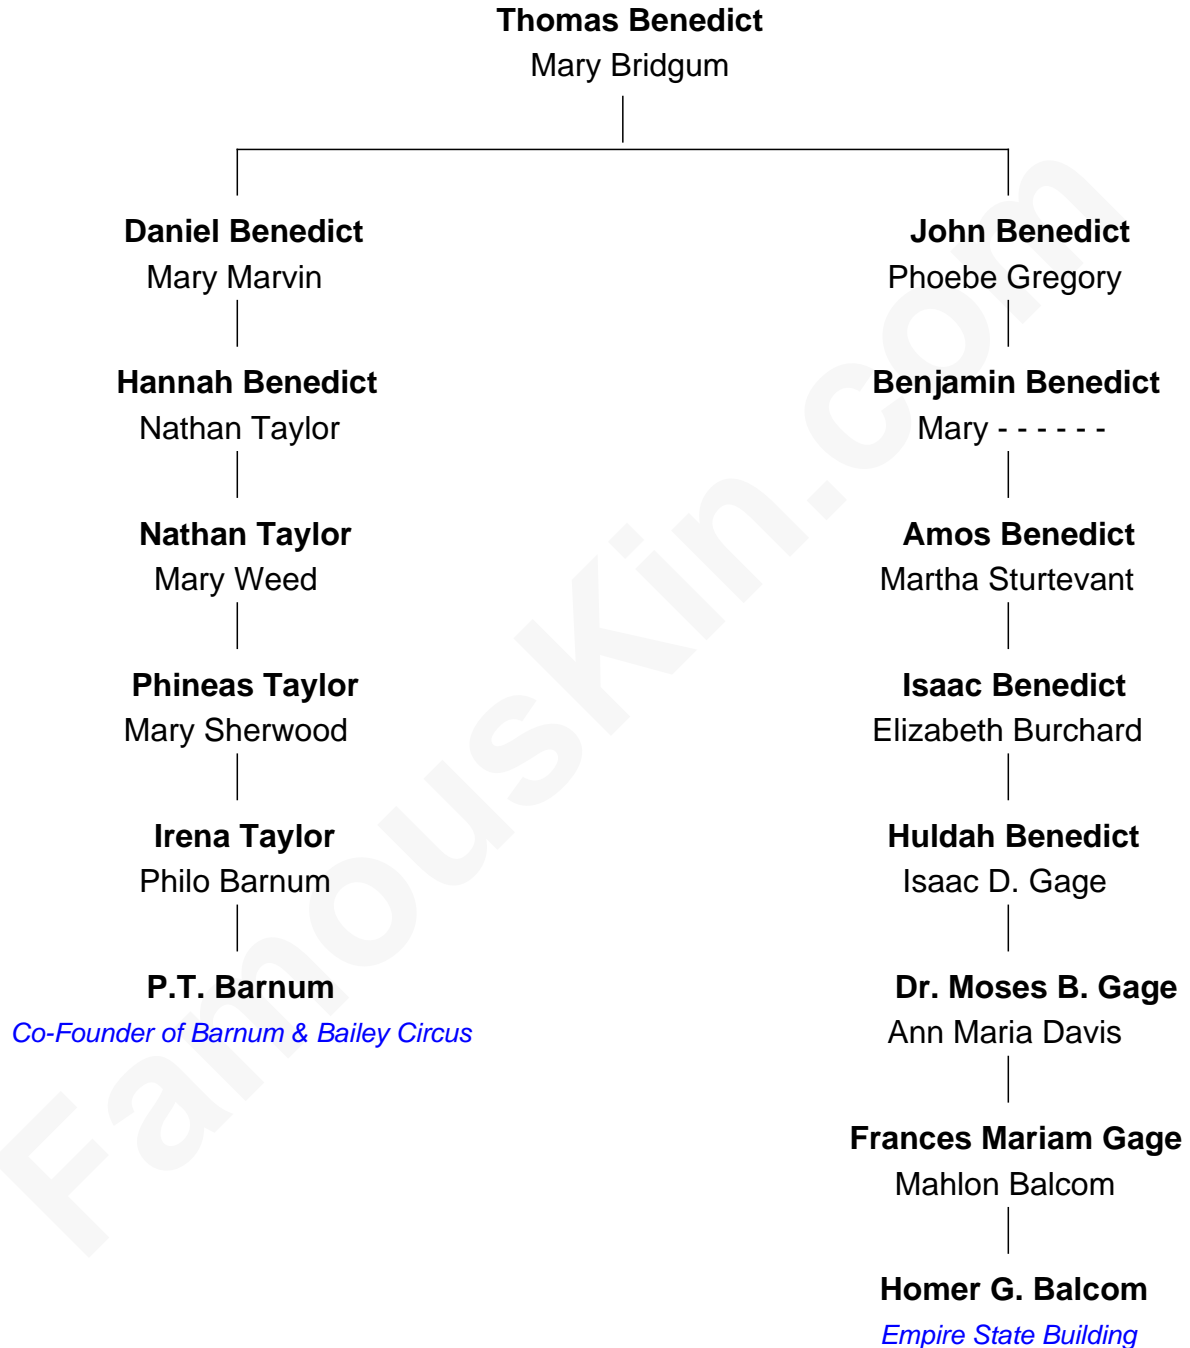 Thomas Benedict
Mary Bridgum
Daniel Benedict
Mary Marvin
John Benedict
Phoebe Gregory
Hannah Benedict
Nathan Taylor
Benjamin Benedict
Mary - - - - - -
Nathan Taylor
Mary Weed
Amos Benedict
Martha Sturtevant
Phineas Taylor
Mary Sherwood
Isaac Benedict
Elizabeth Burchard
Irena Taylor
Philo Barnum
Huldah Benedict
Isaac D. Gage
P.T. Barnum
Co-Founder of Barnum & Bailey Circus
Dr. Moses B. Gage
Ann Maria Davis
Frances Mariam Gage
Mahlon Balcom
Homer G. Balcom
Empire State Building
FamousKin.com